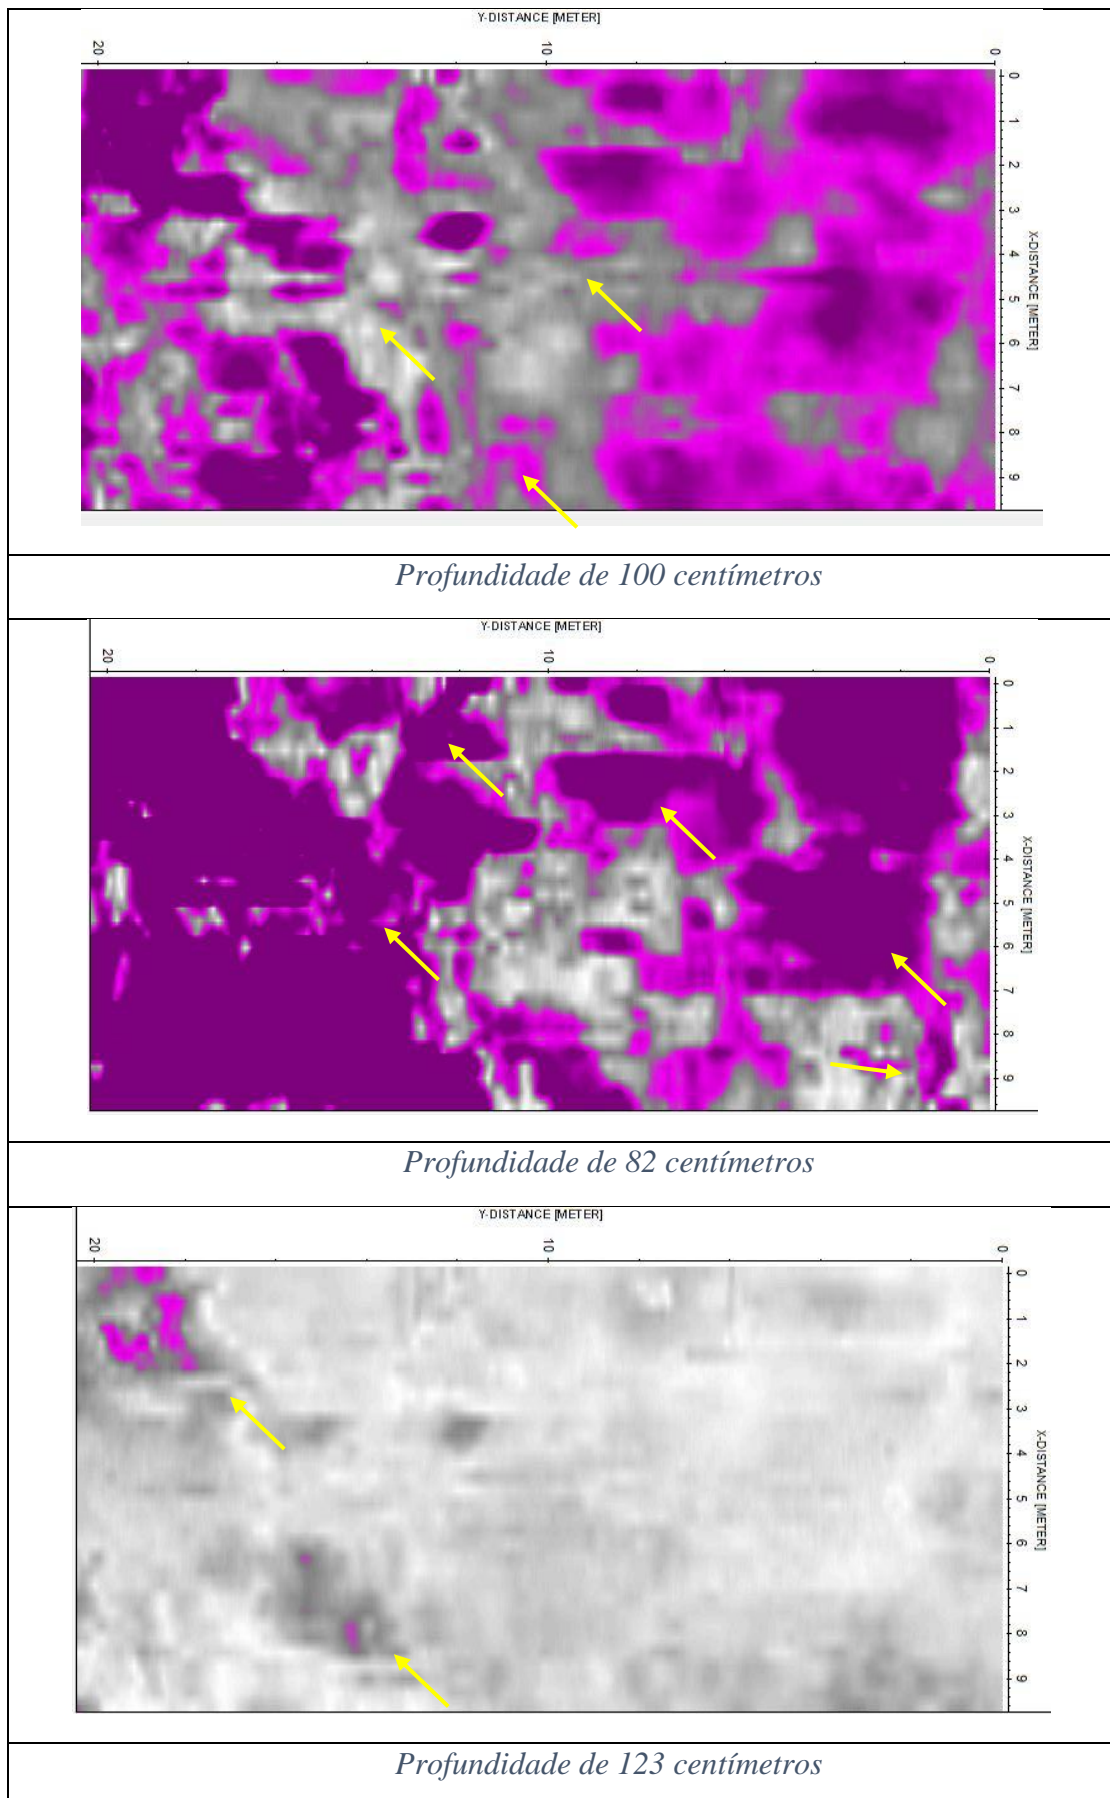 Y-DISTANCE [METER]
20 10 0
0
1
2
3
4
5
6
7
8
9
X-DISTANCE [METER]
Profundidade de 100 centímetros
Y-DISTANCE [METER]
20 10 0
0
1
2
3
4
5
6
7
8
9
X-DISTANCE [METER]
Profundidade de 82 centímetros
Y-DISTANCE [METER]
20 10 0
0
1
2
3
4
5
6
7
8
9
X-DISTANCE [METER]
Profundidade de 123 centímetros